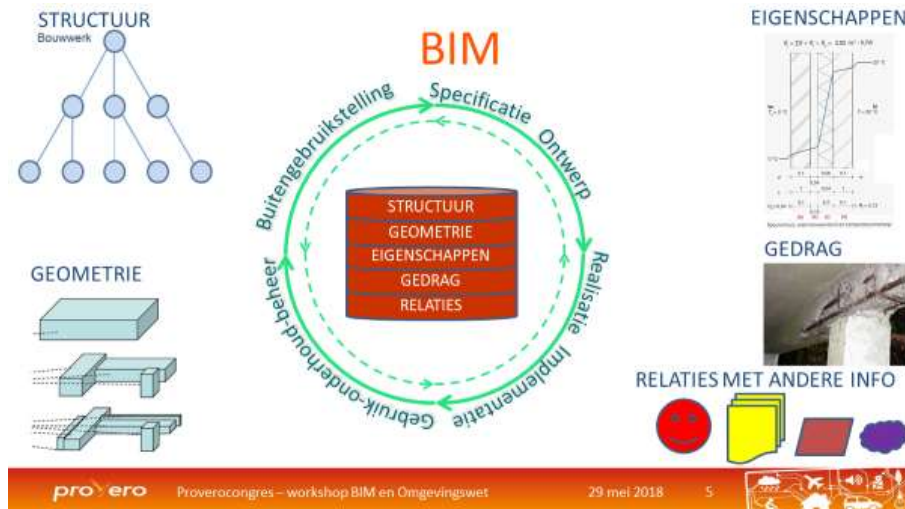 STRUCTUUR
Bouwwerk
BIM
EIGENSCHAPPEN
Specificatie Ontwerp
Realisatie Implementatie
Gebruik-onderhoud-beheer
Buitengebruikstelling
STRUCTUUR
GEOMETRIE
EIGENSCHAPPEN
GEDRAG
RELATIES
GEOMETRIE
GEDRAG
RELATIES MET ANDERE INFO
provero
Proverocongres – workshop BIM en Omgevingswet
29 mei 2018
5